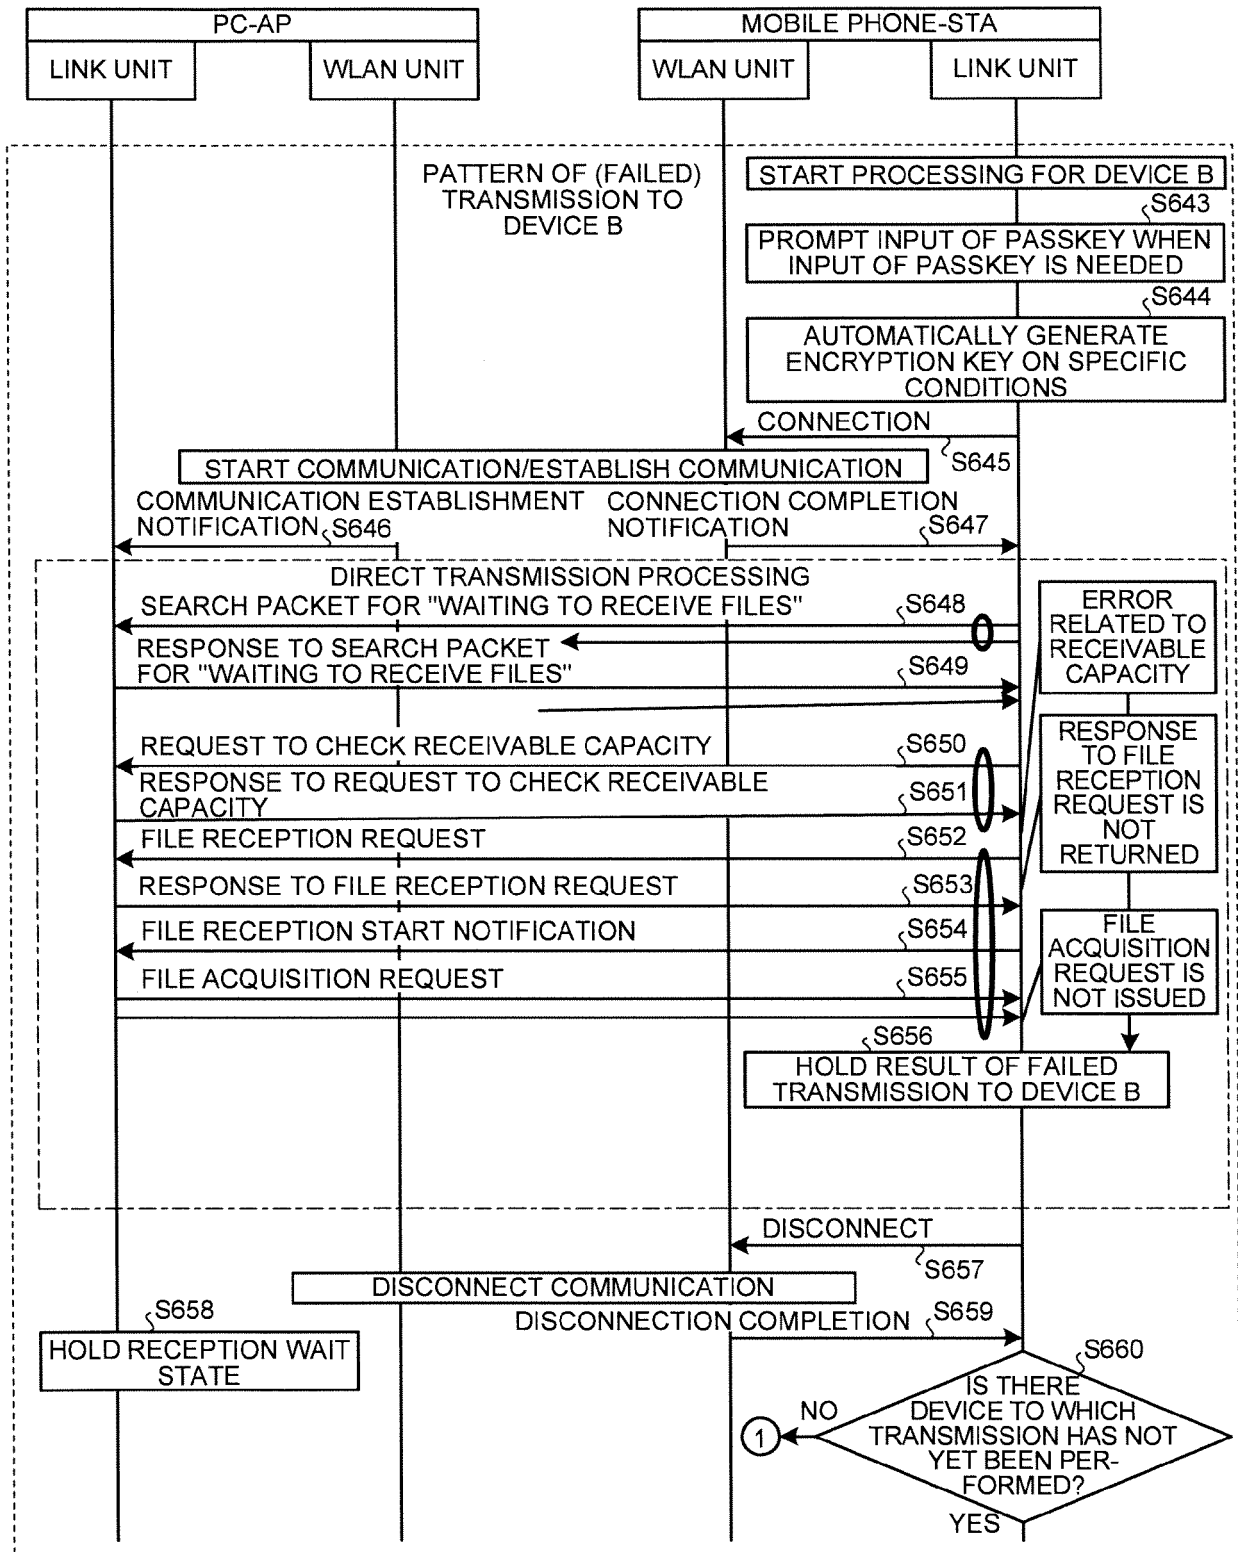 PC-AP
MOBILE PHONE-STA
LINK UNIT
WLAN UNIT
WLAN UNIT
LINK UNIT
PATTERN OF (FAILED)
TRANSMISSION TO
DEVICE B
START PROCESSING FOR DEVICE B
S643
PROMPT INPUT OF PASSKEY WHEN
INPUT OF PASSKEY IS NEEDED
S644
AUTOMATICALLY GENERATE
ENCRYPTION KEY ON SPECIFIC
CONDITIONS
CONNECTION
S645
START COMMUNICATION/ESTABLISH COMMUNICATION
COMMUNICATION ESTABLISHMENT
NOTIFICATION
S646
CONNECTION COMPLETION
NOTIFICATION
S647
DIRECT TRANSMISSION PROCESSING
SEARCH PACKET FOR "WAITING TO RECEIVE FILES"
S648
RESPONSE TO SEARCH PACKET
FOR "WAITING TO RECEIVE FILES"
S649
ERROR
RELATED TO
RECEIVABLE
CAPACITY
REQUEST TO CHECK RECEIVABLE CAPACITY
S650
RESPONSE TO REQUEST TO CHECK RECEIVABLE
CAPACITY
S651
RESPONSE
TO FILE
RECEPTION
REQUEST IS
NOT
RETURNED
FILE RECEPTION REQUEST
S652
RESPONSE TO FILE RECEPTION REQUEST
S653
FILE RECEPTION START NOTIFICATION
S654
FILE ACQUISITION REQUEST
S655
FILE
ACQUISITION
REQUEST IS
NOT ISSUED
S656
HOLD RESULT OF FAILED
TRANSMISSION TO DEVICE B
DISCONNECT
S657
DISCONNECT COMMUNICATION
S658
HOLD RECEPTION WAIT
STATE
DISCONNECTION COMPLETION
S659
S660
IS THERE
DEVICE TO WHICH
TRANSMISSION HAS NOT
YET BEEN PER-
FORMED?
NO
1
YES